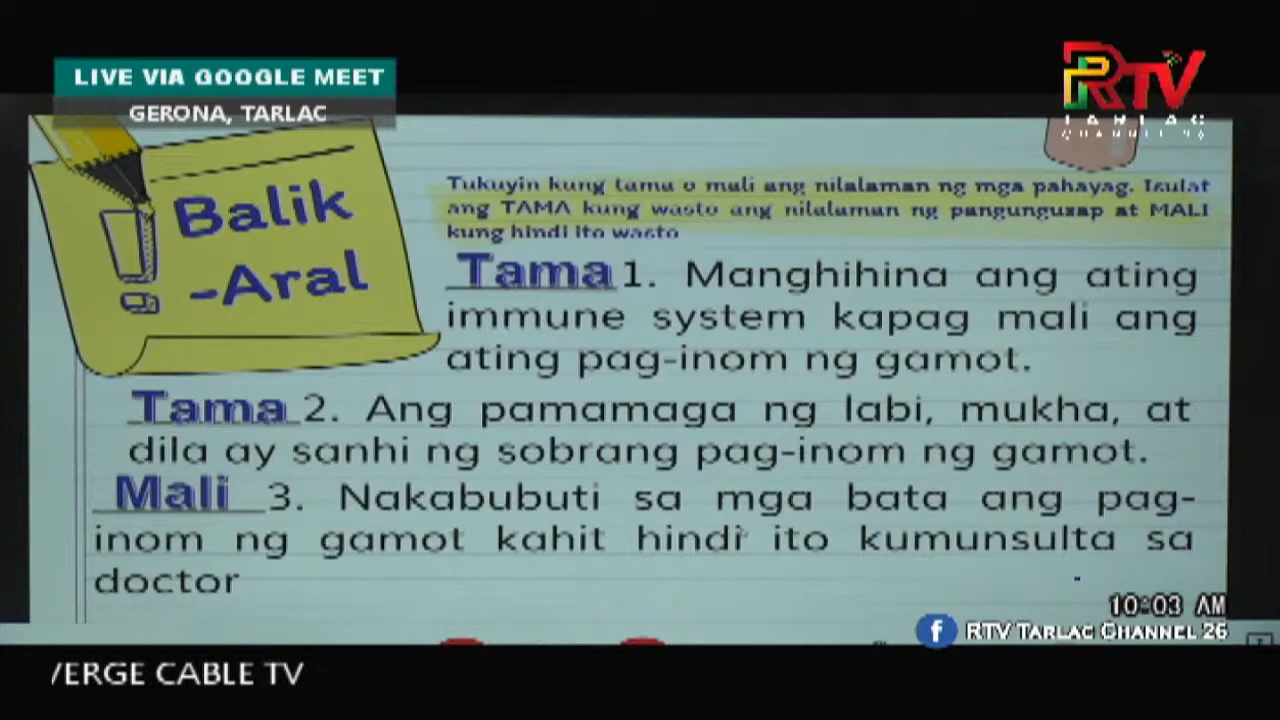 LIVE VIA GOOGLE MEET
GERONA, TARLAC
RTV
TARLAC
CHANNEL 26
Balik
-Aral
Tukuyin kung tama o mali ang nilalaman ng mga pahayag. Isulat
ang TAMA kung wasto ang nilalaman ng pangungusap at MALI
kung hindi ito wasto
Tama 1. Manghihina ang ating
immune system kapag mali ang
ating pag-inom ng gamot.
Tama 2. Ang pamamaga ng labi, mukha, at
dila ay sanhi ng sobrang pag-inom ng gamot.
Mali 3. Nakabubuti sa mga bata ang pag-
inom ng gamot kahit hindi ito kumunsulta sa
doctor
10:03 AM
f RTV TARLAC CHANNEL 26
VERGE CABLE TV